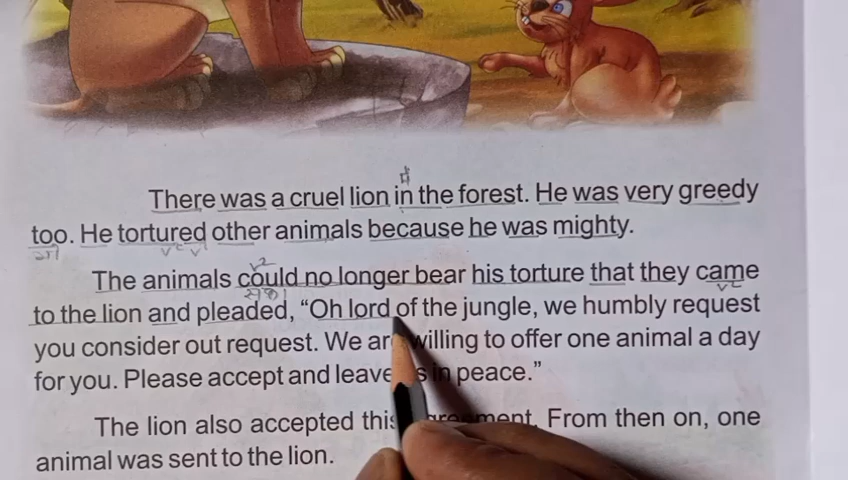 There was a cruel lion in the forest. He was very greedy
too. He tortured other animals because he was mighty.
The animals could no longer bear his torture that they came
to the lion and pleaded, “Oh lord of the jungle, we humbly request
you consider out request. We willing to offer one animal a day
for you. Please accept and leave in peace.”
The lion also accepted this From then on, one
animal was sent to the lion.